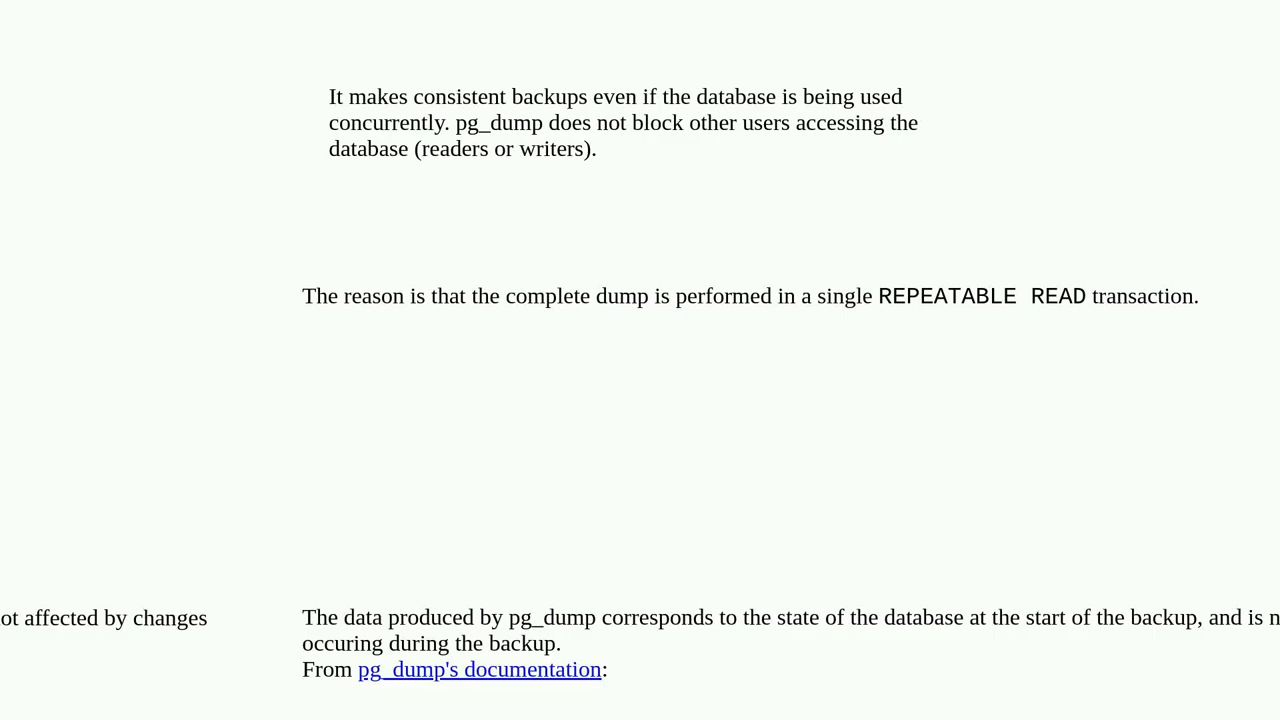 It makes consistent backups even if the database is being used
concurrently. pg_dump does not block other users accessing the
database (readers or writers).
The reason is that the complete dump is performed in a single REPEATABLE READ transaction.
The data produced by pg_dump corresponds to the state of the database at the start of the backup, and is n
ot affected by changes
occuring during the backup.
From pg_dump's documentation: